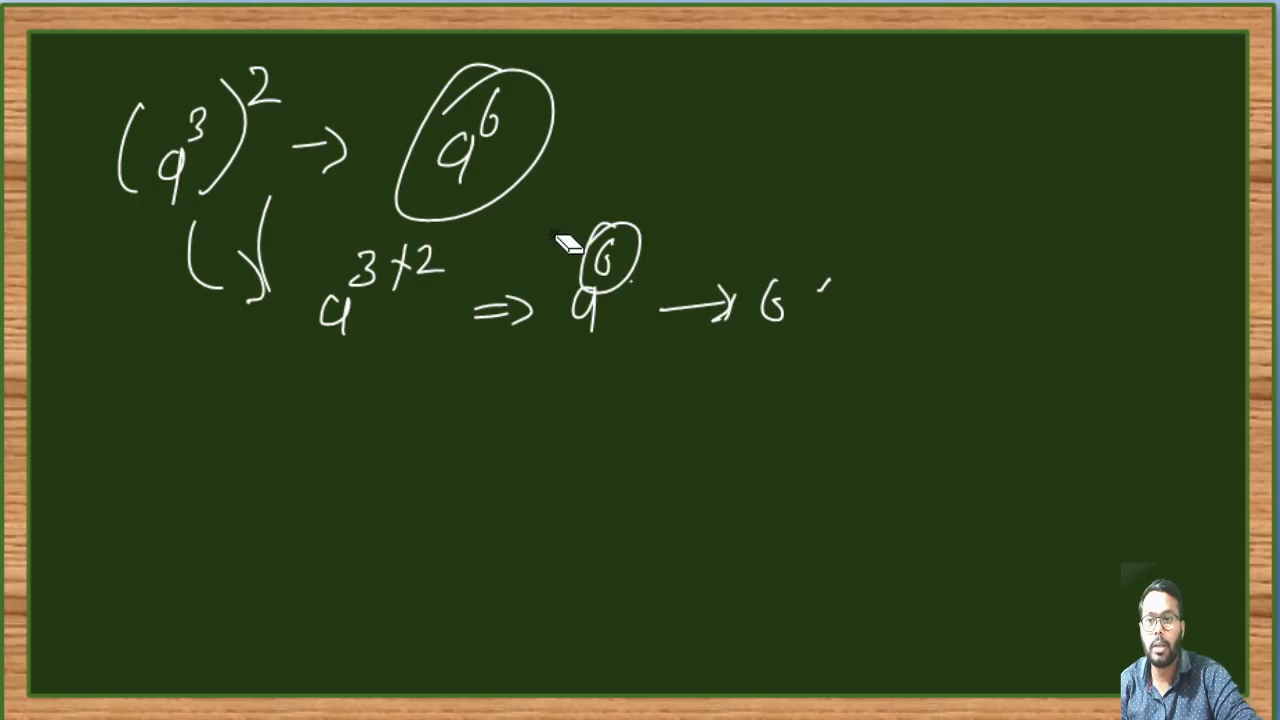 (a³)² → a⁶
( )
a³ˣ² ⇒ a⁶ → 6